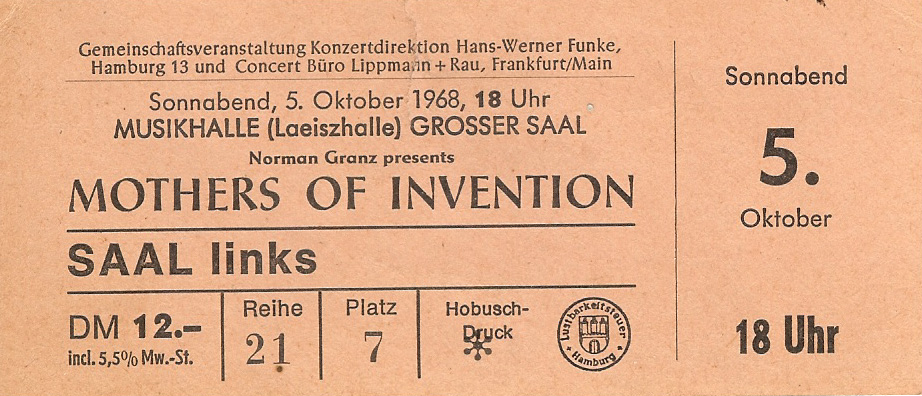 Gemeinschaftsveranstaltung Konzertdirektion Hans-Werner Funke,
Hamburg 13 und Concert Büro Lippmann + Rau, Frankfurt/Main
Sonnabend, 5. Oktober 1968, 18 Uhr
MUSIKHALLE (Laeiszhalle) GROSSER SAAL
Norman Granz presents
MOTHERS OF INVENTION
SAAL links
DM 12.–
incl. 5,5% Mw.-St.
Reihe
21
Platz
7
Hobusch-
Druck
Lustbarkeitsteuer
Hamburg
Sonnabend
5.
Oktober
18 Uhr